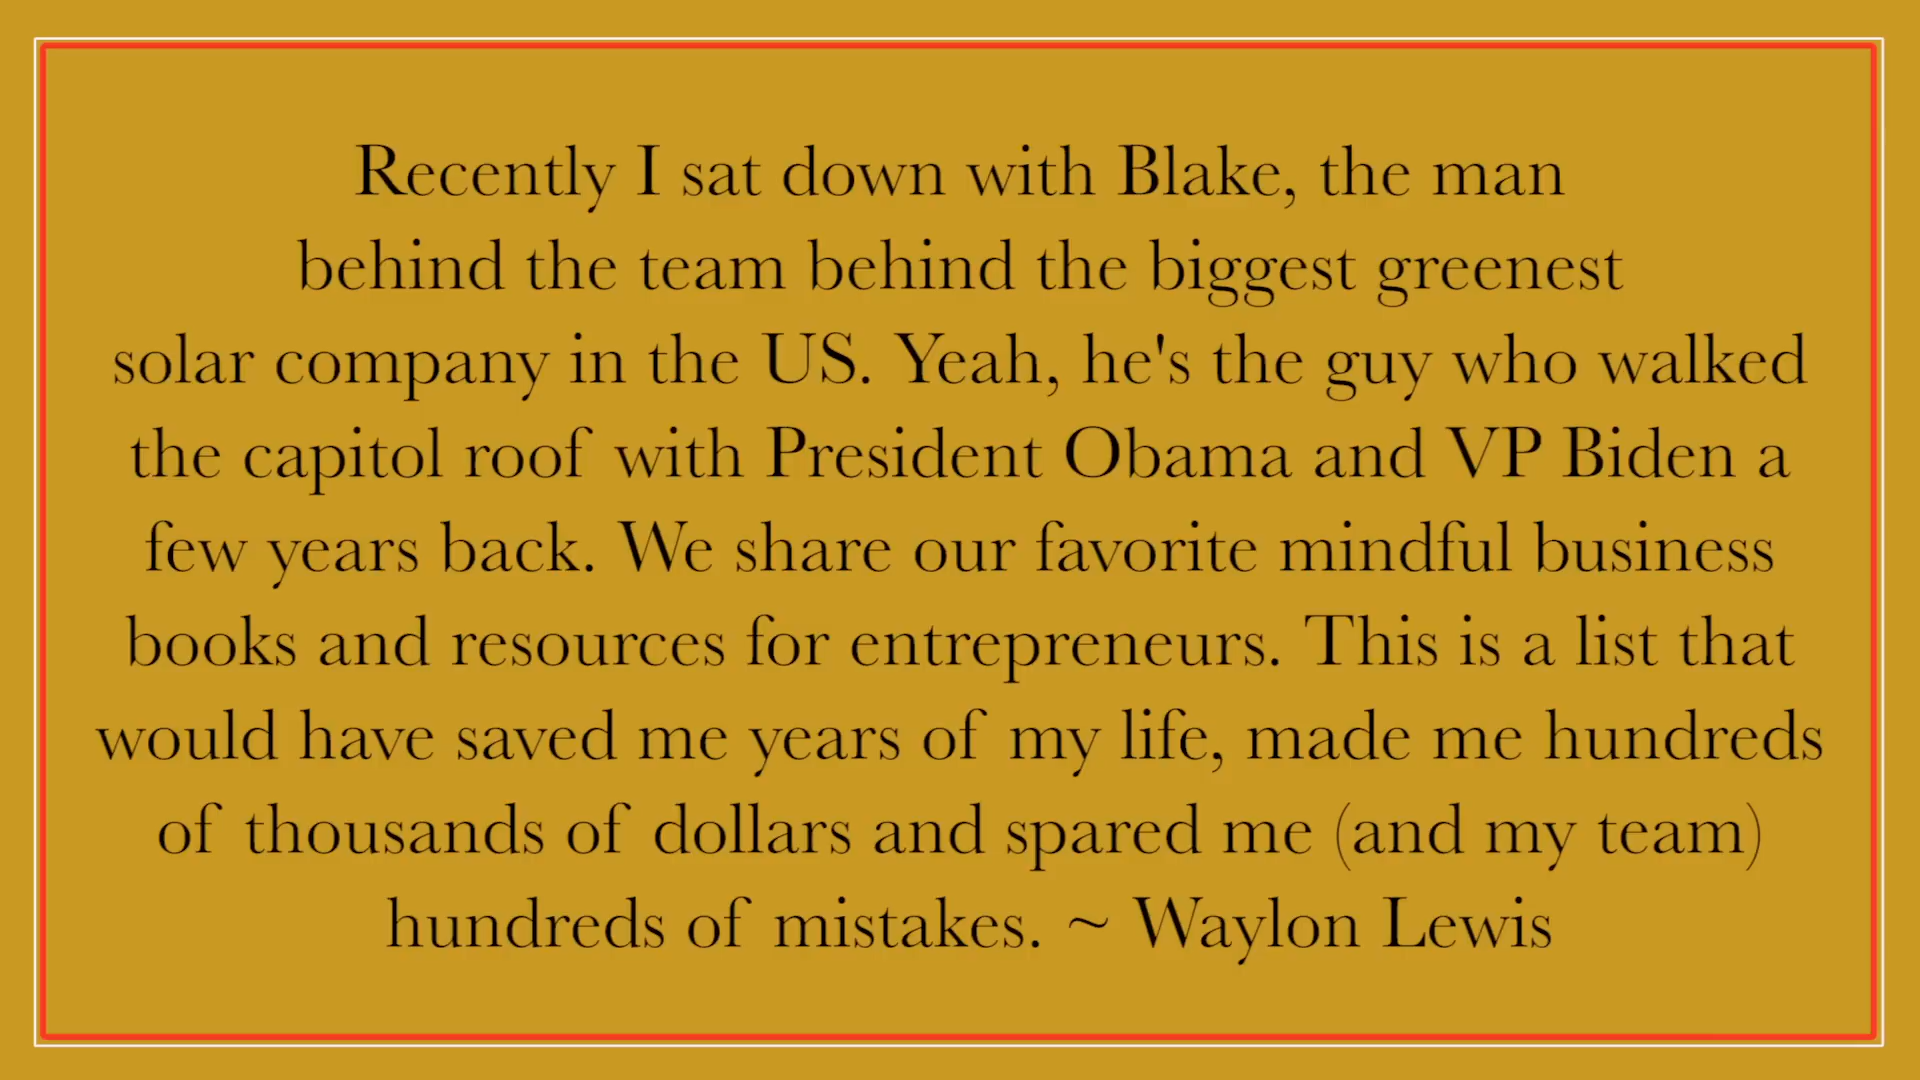 Recently I sat down with Blake, the man
behind the team behind the biggest greenest
solar company in the US. Yeah, he's the guy who walked
the capitol roof with President Obama and VP Biden a
few years back. We share our favorite mindful business
books and resources for entrepreneurs. This is a list that
would have saved me years of my life, made me hundreds
of thousands of dollars and spared me (and my team)
hundreds of mistakes. ~ Waylon Lewis